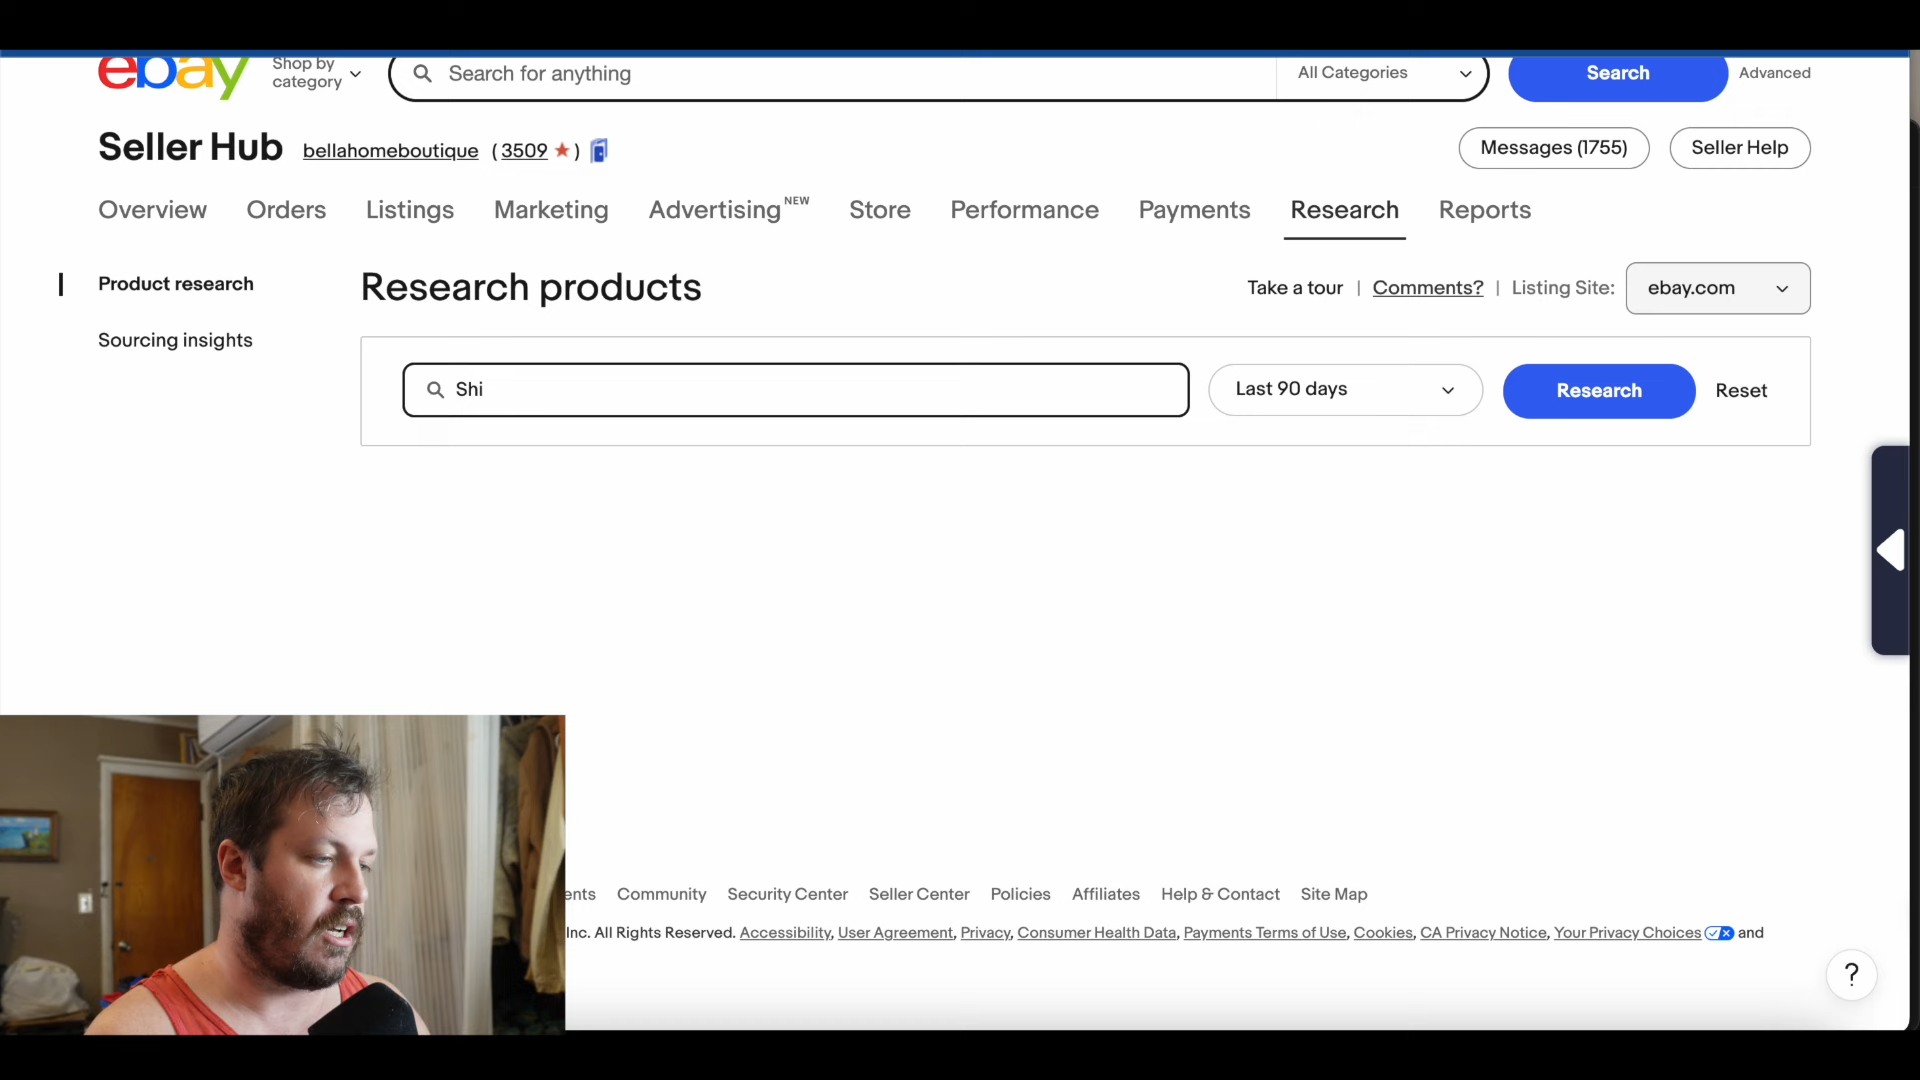 ebay
Shop by
category
Search for anything
All Categories
Search
Advanced
Seller Hub
bellahomeboutique (3509 ★)
Messages (1755)
Seller Help
Overview
Orders
Listings
Marketing
Advertising NEW
Store
Performance
Payments
Research
Reports
Product research
Sourcing insights
Research products
Take a tour | Comments? | Listing Site:
ebay.com
Shi
Last 90 days
Research
Reset
ents Community Security Center Seller Center Policies Affiliates Help & Contact Site Map
Inc. All Rights Reserved. Accessibility, User Agreement, Privacy, Consumer Health Data, Payments Terms of Use, Cookies, CA Privacy Notice, Your Privacy Choices and
?